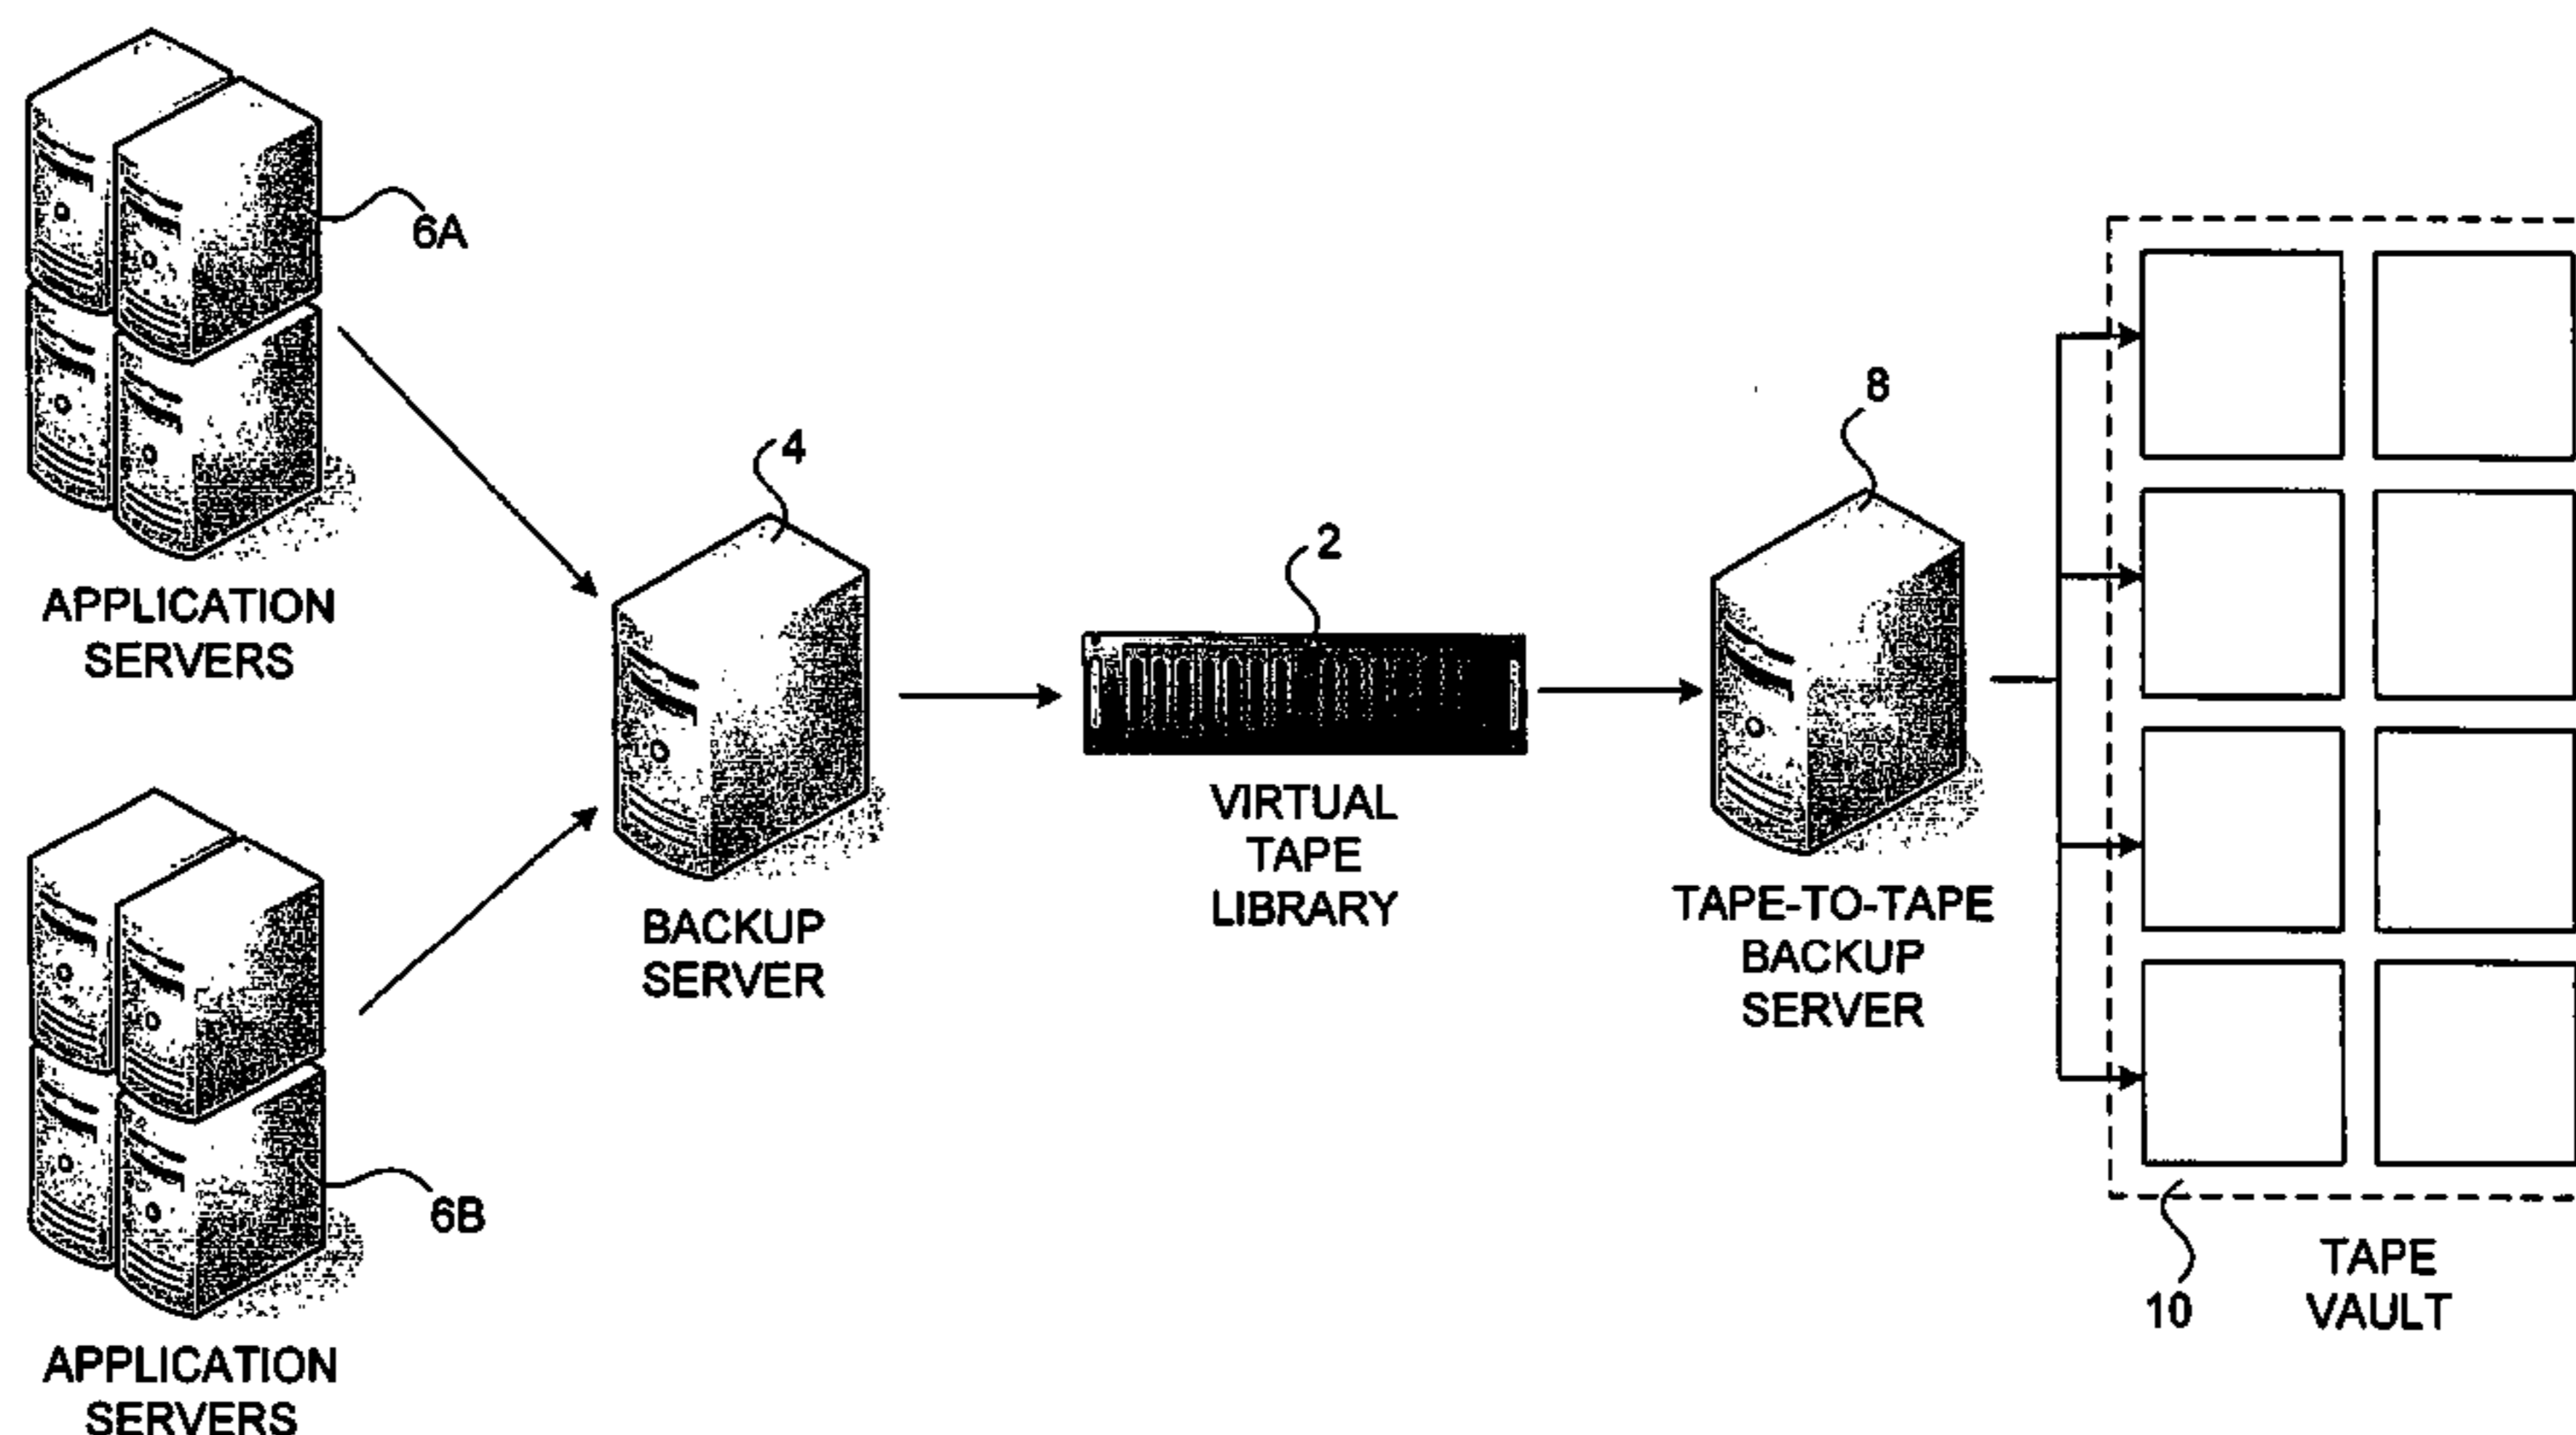 6A
APPLICATION
SERVERS
4
BACKUP
SERVER
2
VIRTUAL
TAPE
LIBRARY
8
TAPE-TO-TAPE
BACKUP
SERVER
10
TAPE
VAULT
6B
APPLICATION
SERVERS